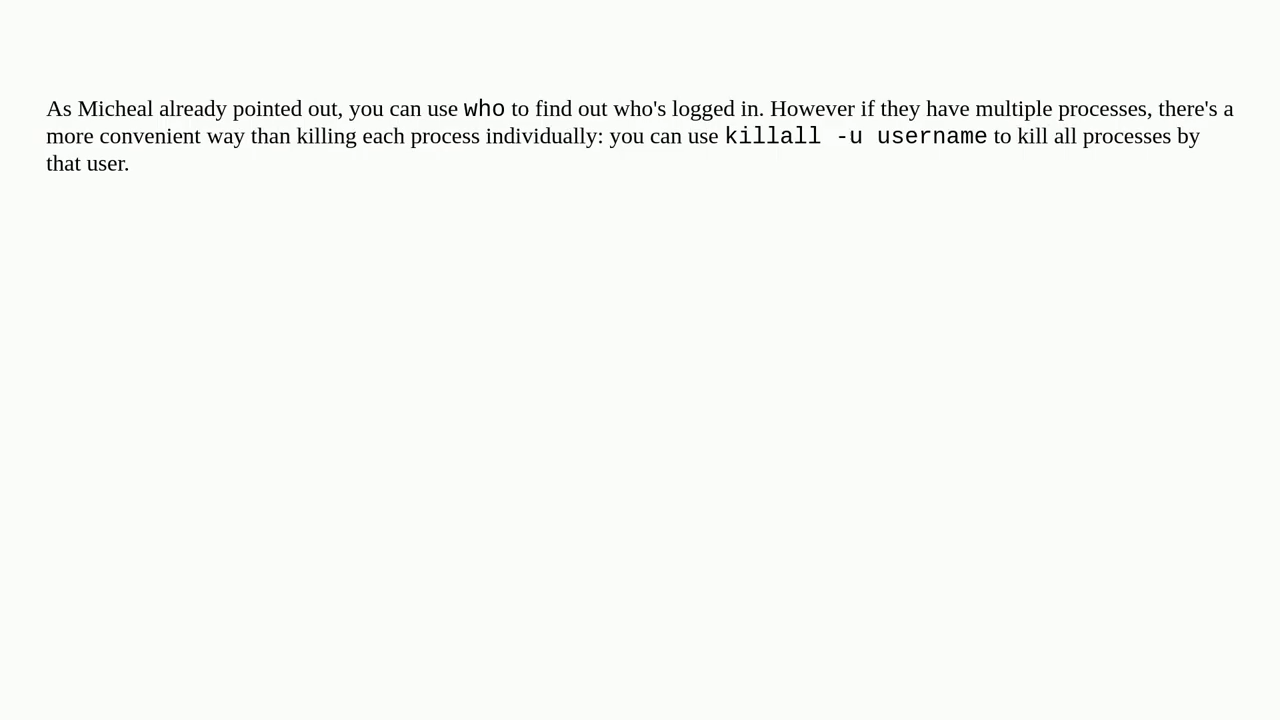 As Micheal already pointed out, you can use who to find out who's logged in. However if they have multiple processes, there's a
more convenient way than killing each process individually: you can use killall -u username to kill all processes by
that user.